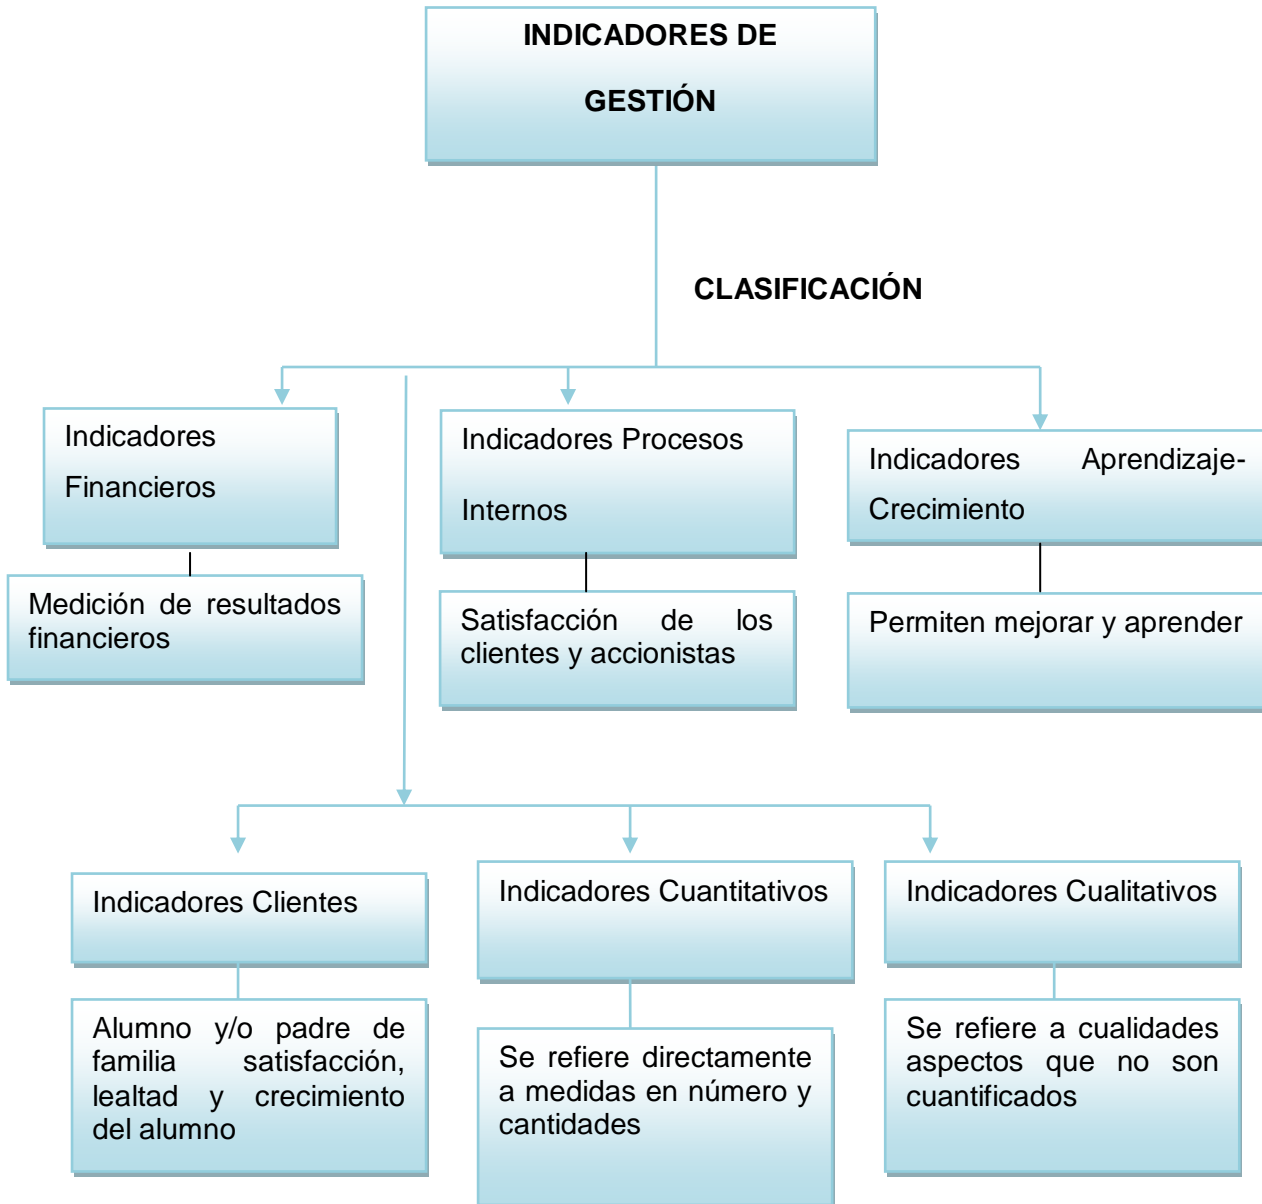 INDICADORES DE
GESTIÓN
CLASIFICACIÓN
Indicadores
Financieros
Medición de resultados
financieros
Indicadores Procesos
Internos
Satisfacción de los
clientes y accionistas
Indicadores Aprendizaje-
Crecimiento
Permiten mejorar y aprender
Indicadores Clientes
Alumno y/o padre de
familia satisfacción,
lealtad y crecimiento
del alumno
Indicadores Cuantitativos
Se refiere directamente
a medidas en número y
cantidades
Indicadores Cualitativos
Se refiere a cualidades
aspectos que no son
cuantificados